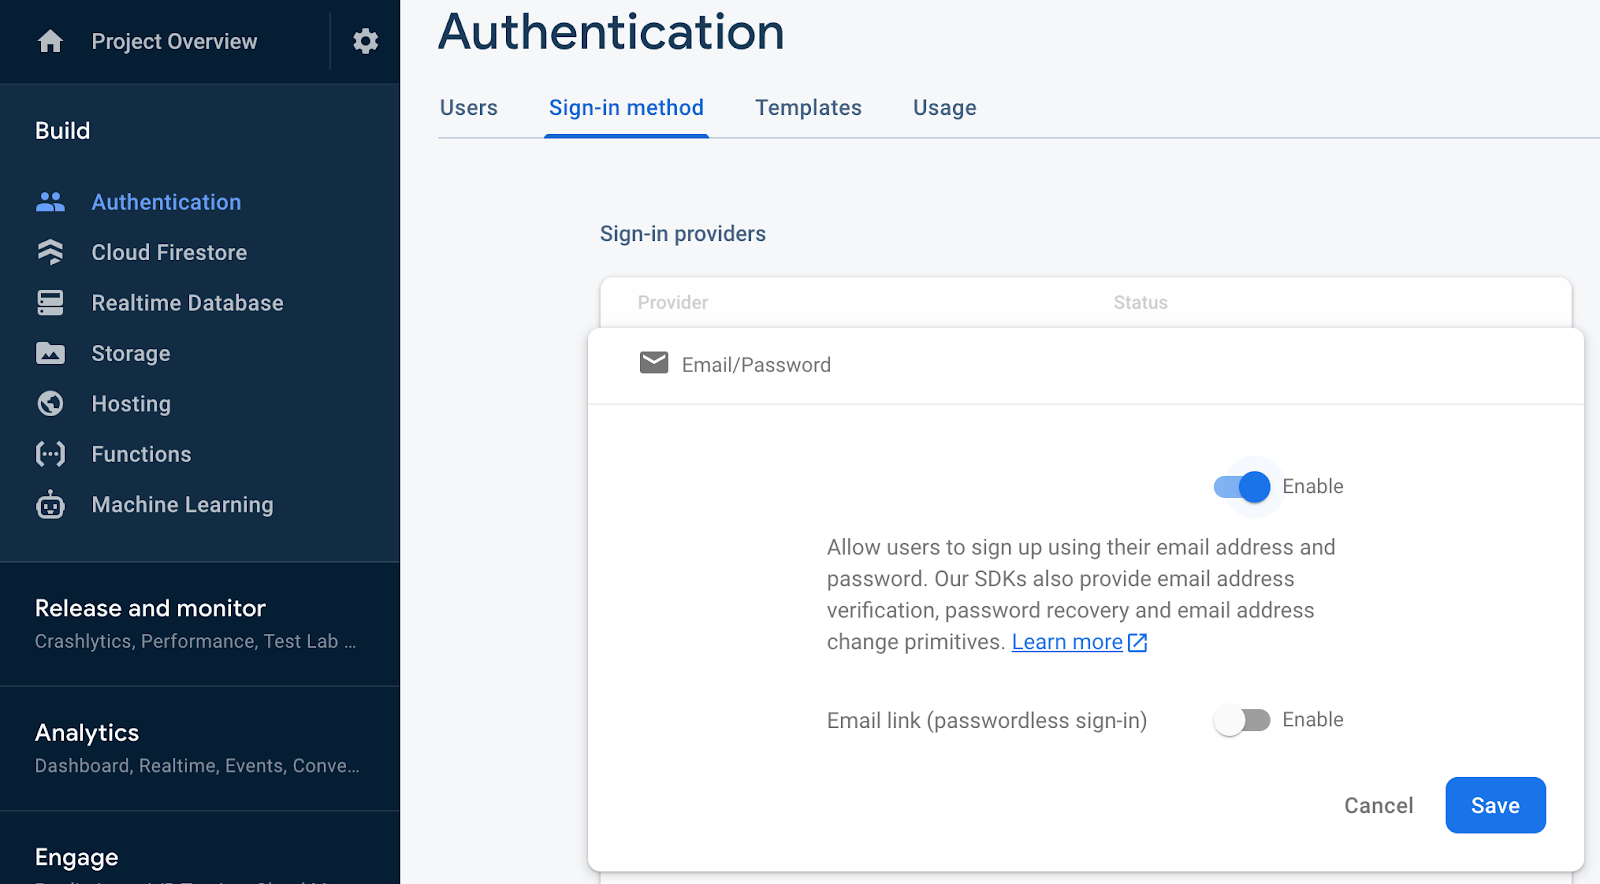 Project Overview
Build
Authentication
Cloud Firestore
Realtime Database
Storage
Hosting
Functions
Machine Learning
Release and monitor
Crashlytics, Performance, Test Lab ...
Analytics
Dashboard, Realtime, Events, Conve...
Engage
Authentication
Users
Sign-in method
Templates
Usage
Sign-in providers
Provider
Status
Email/Password
Enable
Allow users to sign up using their email address and
password. Our SDKs also provide email address
verification, password recovery and email address
change primitives. Learn more
Email link (passwordless sign-in)
Enable
Cancel
Save